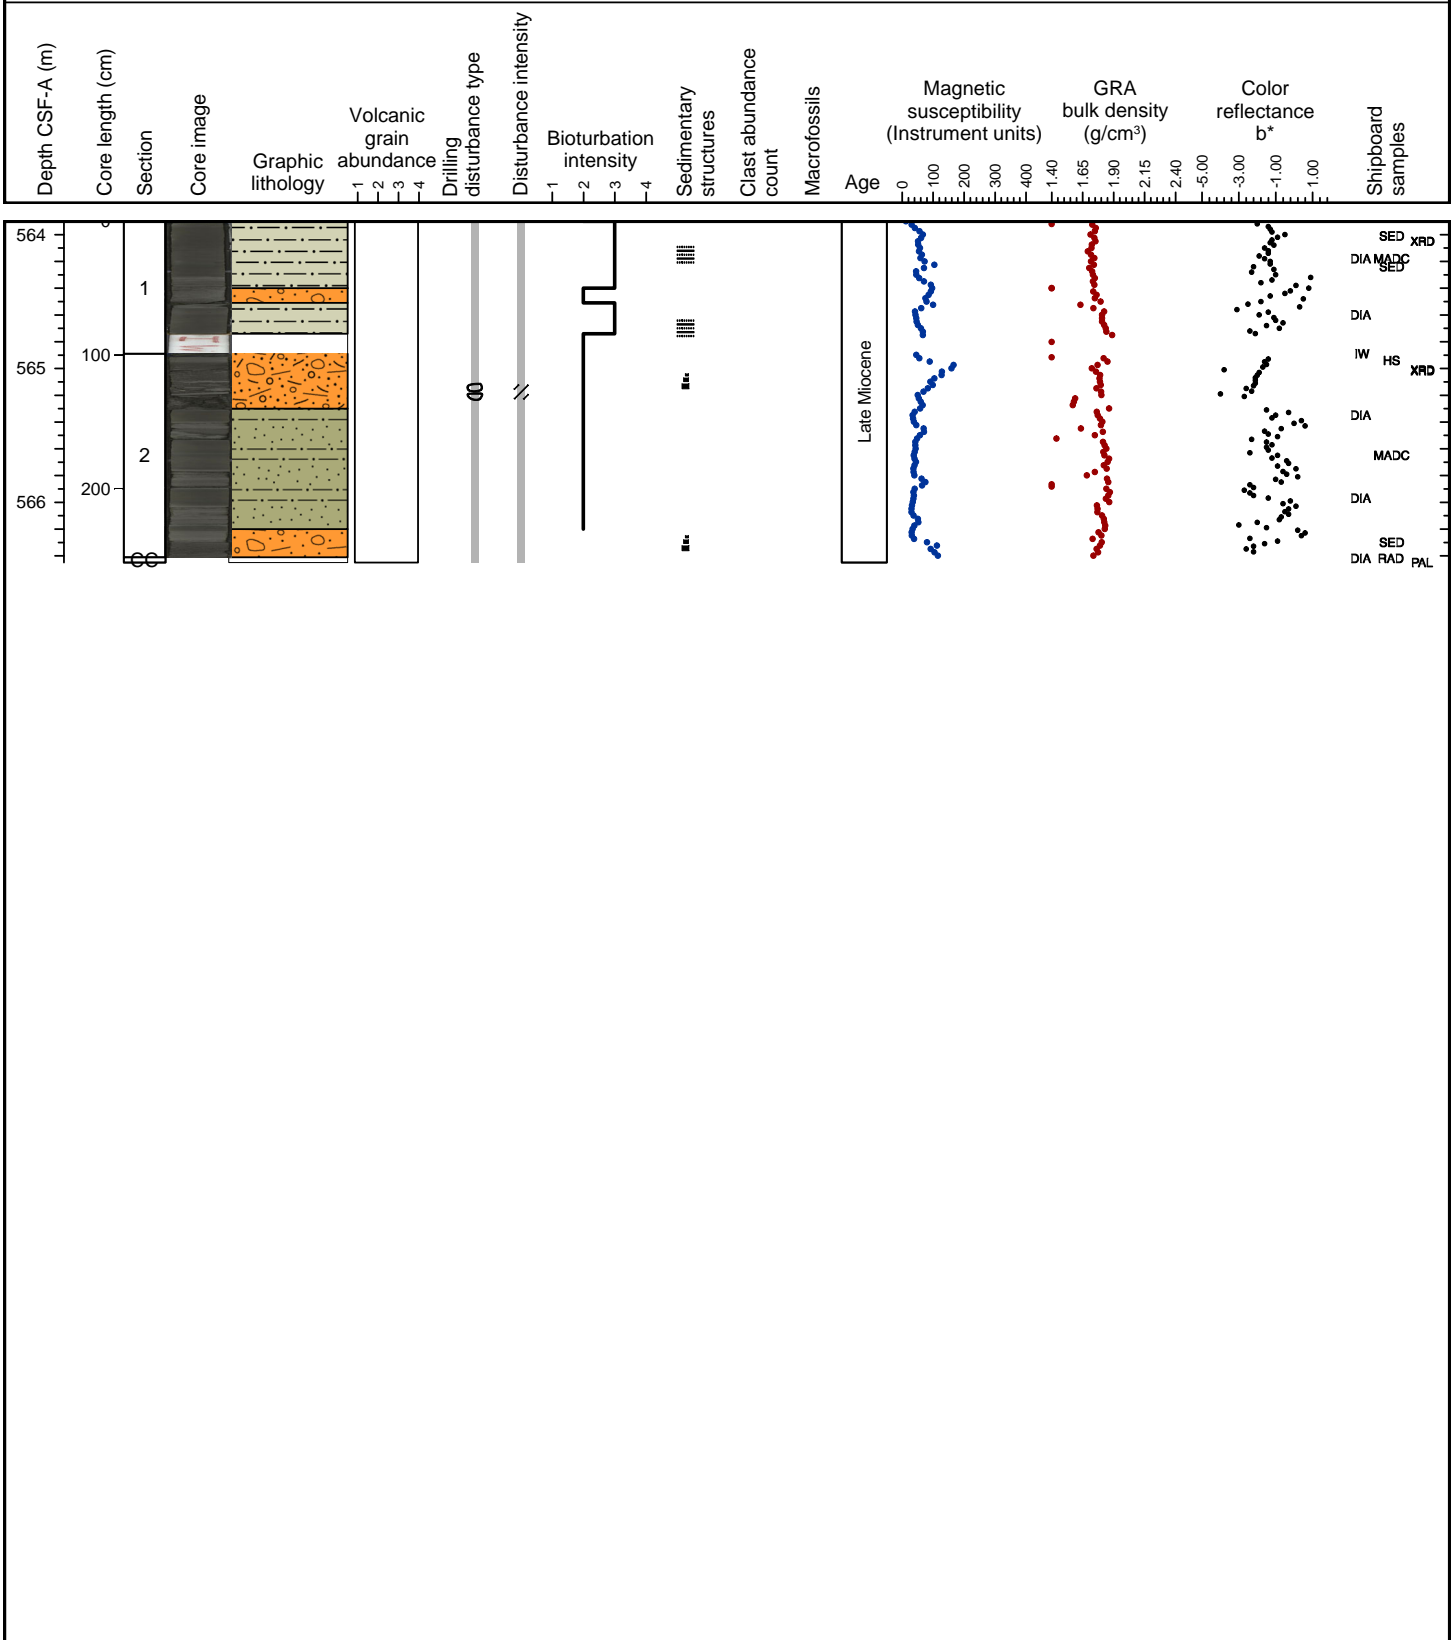 Depth CSF-A (m)
Core length (cm)
Section
Core image
Graphic
lithology
Volcanic
grain
abundance
1 2 3 4
Drilling
disturbance type
Disturbance intensity
Bioturbation
intensity
1 2 3 4
Sedimentary
structures
Clast abundance
count
Macrofossils
Age
Magnetic
susceptibility
(Instrument units)
0 100 200 300 400
GRA
bulk density
(g/cm³)
1.40 1.65 1.90 2.15 2.40
Color
reflectance
b*
-5.00 -3.00 -1.00 1.00
Shipboard
samples
0
564
SED XRD
DIA MADC
SED
1
DIA
100
IW HS
565
XRD
Late Miocene
DIA
2
MADC
200
566
DIA
SED
CC
DIA RAD PAL